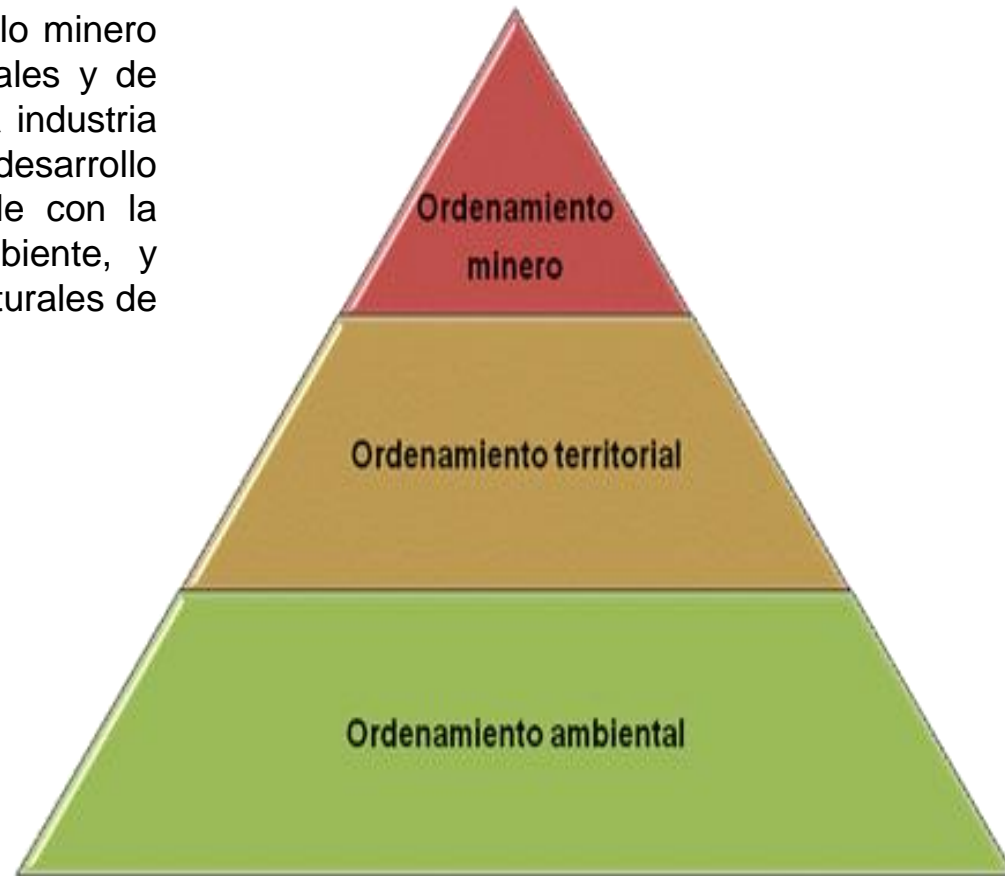 lo minero
ales y de
industria
desarrollo
le con la
biente, y
turales de
Ordenamiento
minero
Ordenamiento territorial
Ordenamiento ambiental